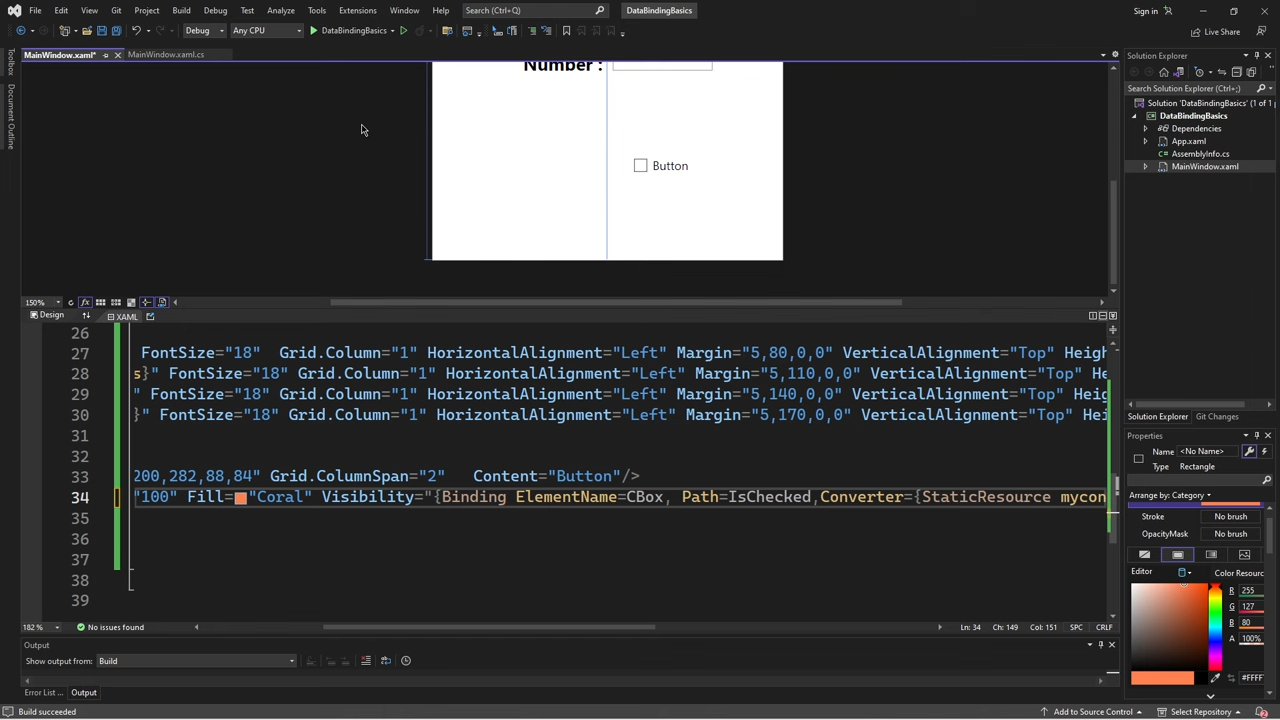 File Edit View Project Build Debug Test Analyze Tools Extensions Window Help Search (Ctrl+Q) DataBindingBasics Sign in
Debug Any CPU DataBindingBasics Live Share
MainWindow.xaml* MainWindow.xaml.cs
Solution Explorer
Toolbox
Document Outline
Search Solution Explorer (Ctrl+;)
Solution 'DataBindingBasics' (1 of 1
DataBindingBasics
Dependencies
App.xaml
AssemblyInfo.cs
MainWindow.xaml
Number :
Button
150%
Design XAML
26
27 FontSize="18" Grid.Column="1" HorizontalAlignment="Left" Margin="5,80,0,0" VerticalAlignment="Top" Heigh
28 s}" FontSize="18" Grid.Column="1" HorizontalAlignment="Left" Margin="5,110,0,0" VerticalAlignment="Top"
29 " FontSize="18" Grid.Column="1" HorizontalAlignment="Left" Margin="5,140,0,0" VerticalAlignment="Top" He
30 }" FontSize="18" Grid.Column="1" HorizontalAlignment="Left" Margin="5,170,0,0" VerticalAlignment="Top" Hei
31
32
33 200,282,88,84" Grid.ColumnSpan="2" Content="Button"/>
34 "100" Fill="Coral" Visibility="{Binding ElementName=CBox, Path=IsChecked,Converter={StaticResource mycon
35
36
37
38
39
182 % No issues found Ln: 34 Ch: 149 Col: 151 SPC CRLF
Output
Show output from: Build
Error List ... Output
Build succeeded
Solution Explorer Git Changes
Properties
Name <No Name>
Type Rectangle
Arrange by: Category
Stroke No brush
OpacityMask No brush
Editor Color Resourc
R 255
G 127
B 80
A 100%
#FFFF
Add to Source Control Select Repository 2